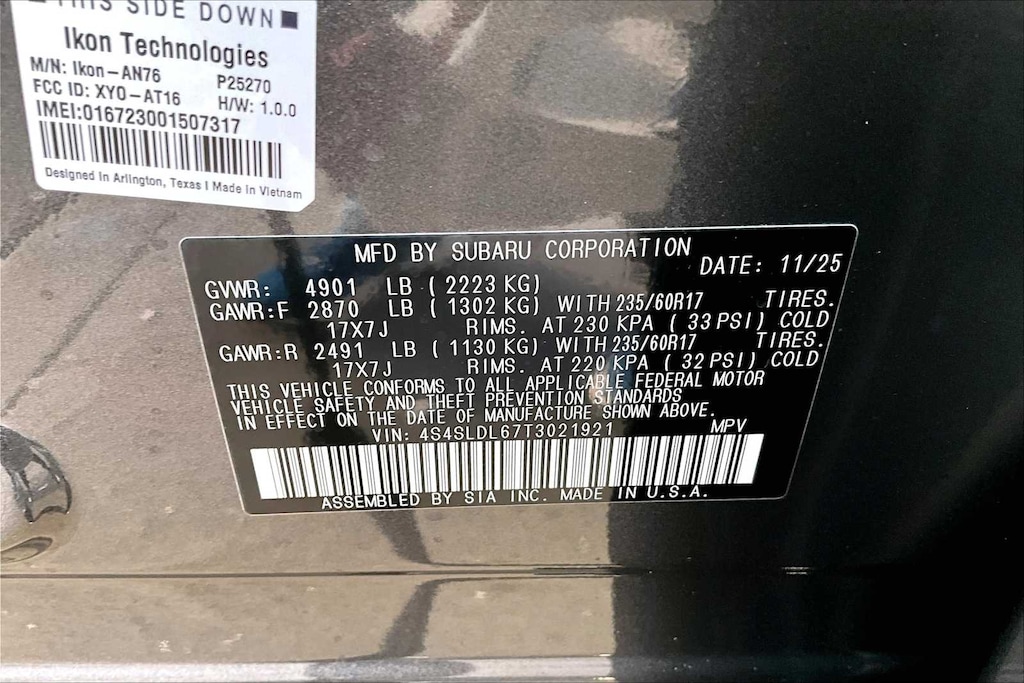 THIS SIDE DOWN
Ikon Technologies
M/N: Ikon-AN76 P25270
FCC ID: XYO-AT16 H/W: 1.0.0
IMEI:016723001507317
Designed in Arlington, Texas I Made in Vietnam
MFD BY SUBARU CORPORATION
DATE: 11/25
GVWR: 4901 LB ( 2223 KG)
GAWR:F 2870 LB ( 1302 KG) WITH 235/60R17 TIRES.
17X7J RIMS. AT 230 KPA ( 33 PSI) COLD
GAWR:R 2491 LB ( 1130 KG) WITH 235/60R17 TIRES.
17X7J RIMS. AT 220 KPA ( 32 PSI) COLD
THIS VEHICLE CONFORMS TO ALL APPLICABLE FEDERAL MOTOR
VEHICLE SAFETY AND THEFT PREVENTION STANDARDS
IN EFFECT ON THE DATE OF MANUFACTURE SHOWN ABOVE.
VIN: 4S4SLDL67T3021921 MPV
ASSEMBLED BY SIA INC. MADE IN U.S.A.